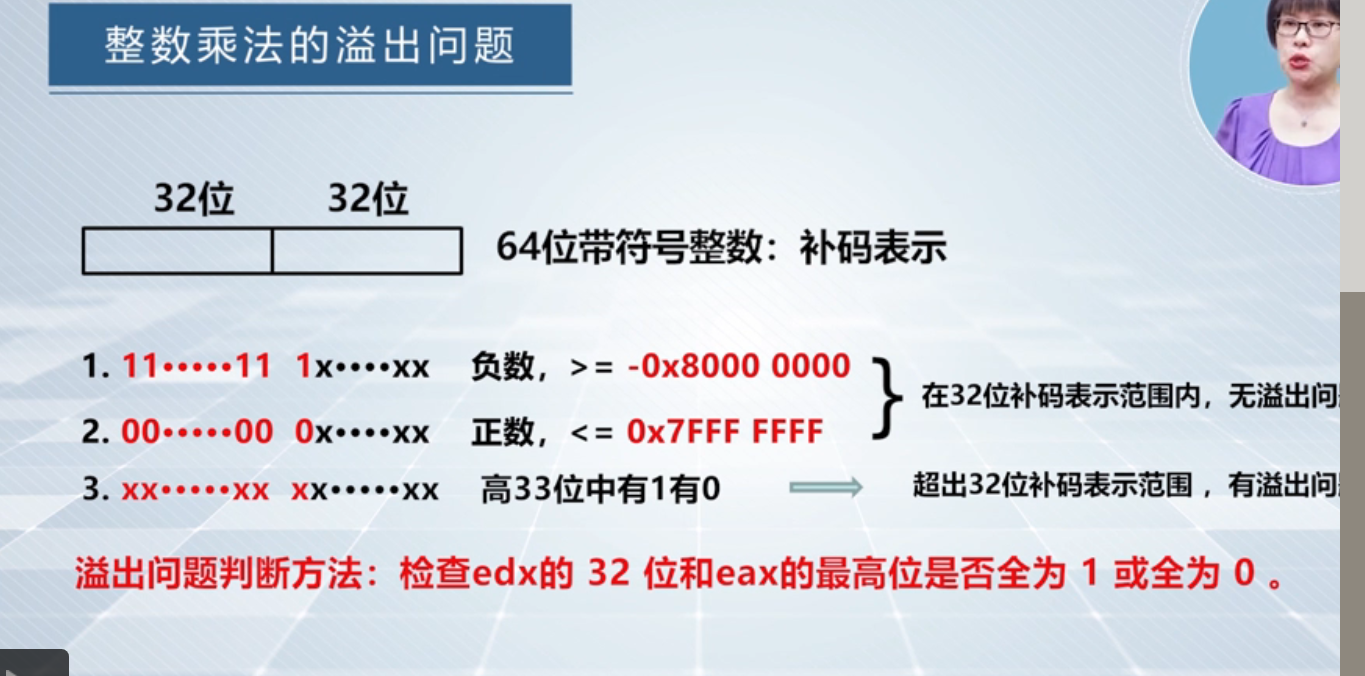 整数乘法的溢出问题
32位 32位
64位带符号整数：补码表示
1. 11•••••11 1x••••xx 负数，>= -0x8000 0000
在32位补码表示范围内，无溢出问
2. 00•••••00 0x••••xx 正数，<= 0x7FFF FFFF
3. xx•••••xx xx•••••xx 高33位中有1有0
超出32位补码表示范围，有溢出问
溢出问题判断方法：检查edx的 32 位和eax的最高位是否全为 1 或全为 0 。